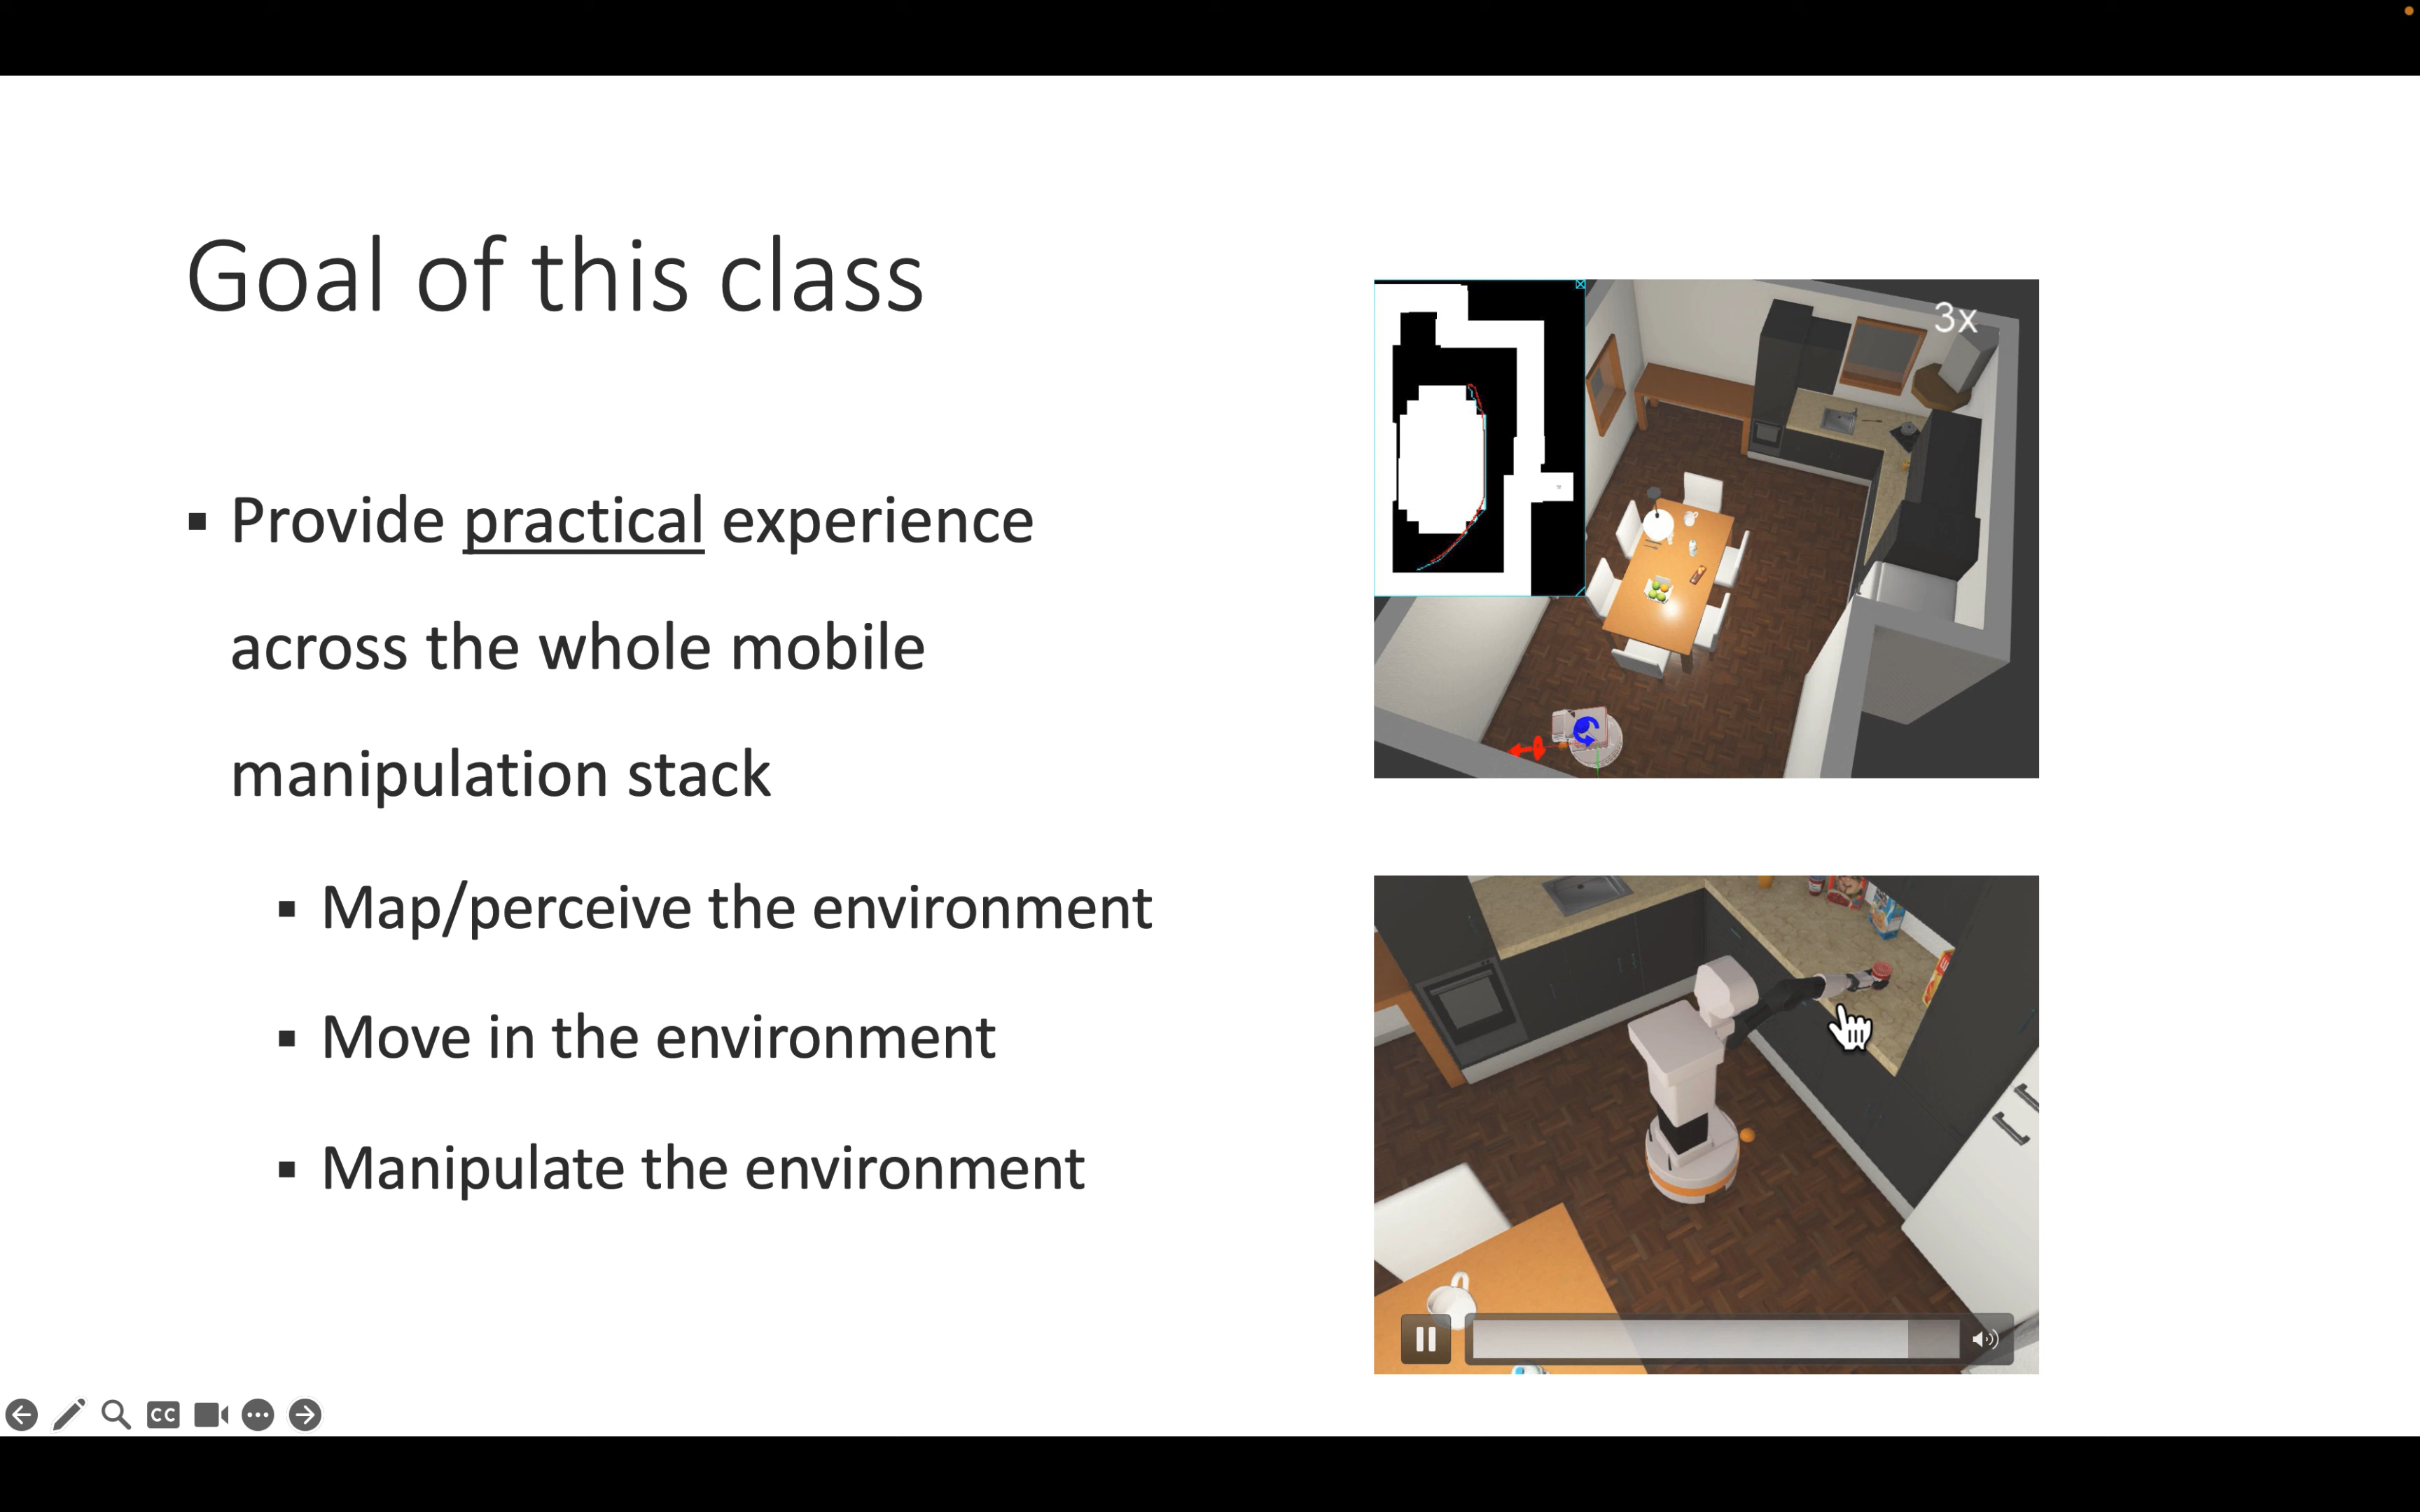 Goal of this class
▪ Provide practical experience
across the whole mobile
manipulation stack
▪ Map/perceive the environment
▪ Move in the environment
▪ Manipulate the environment
3x
CC